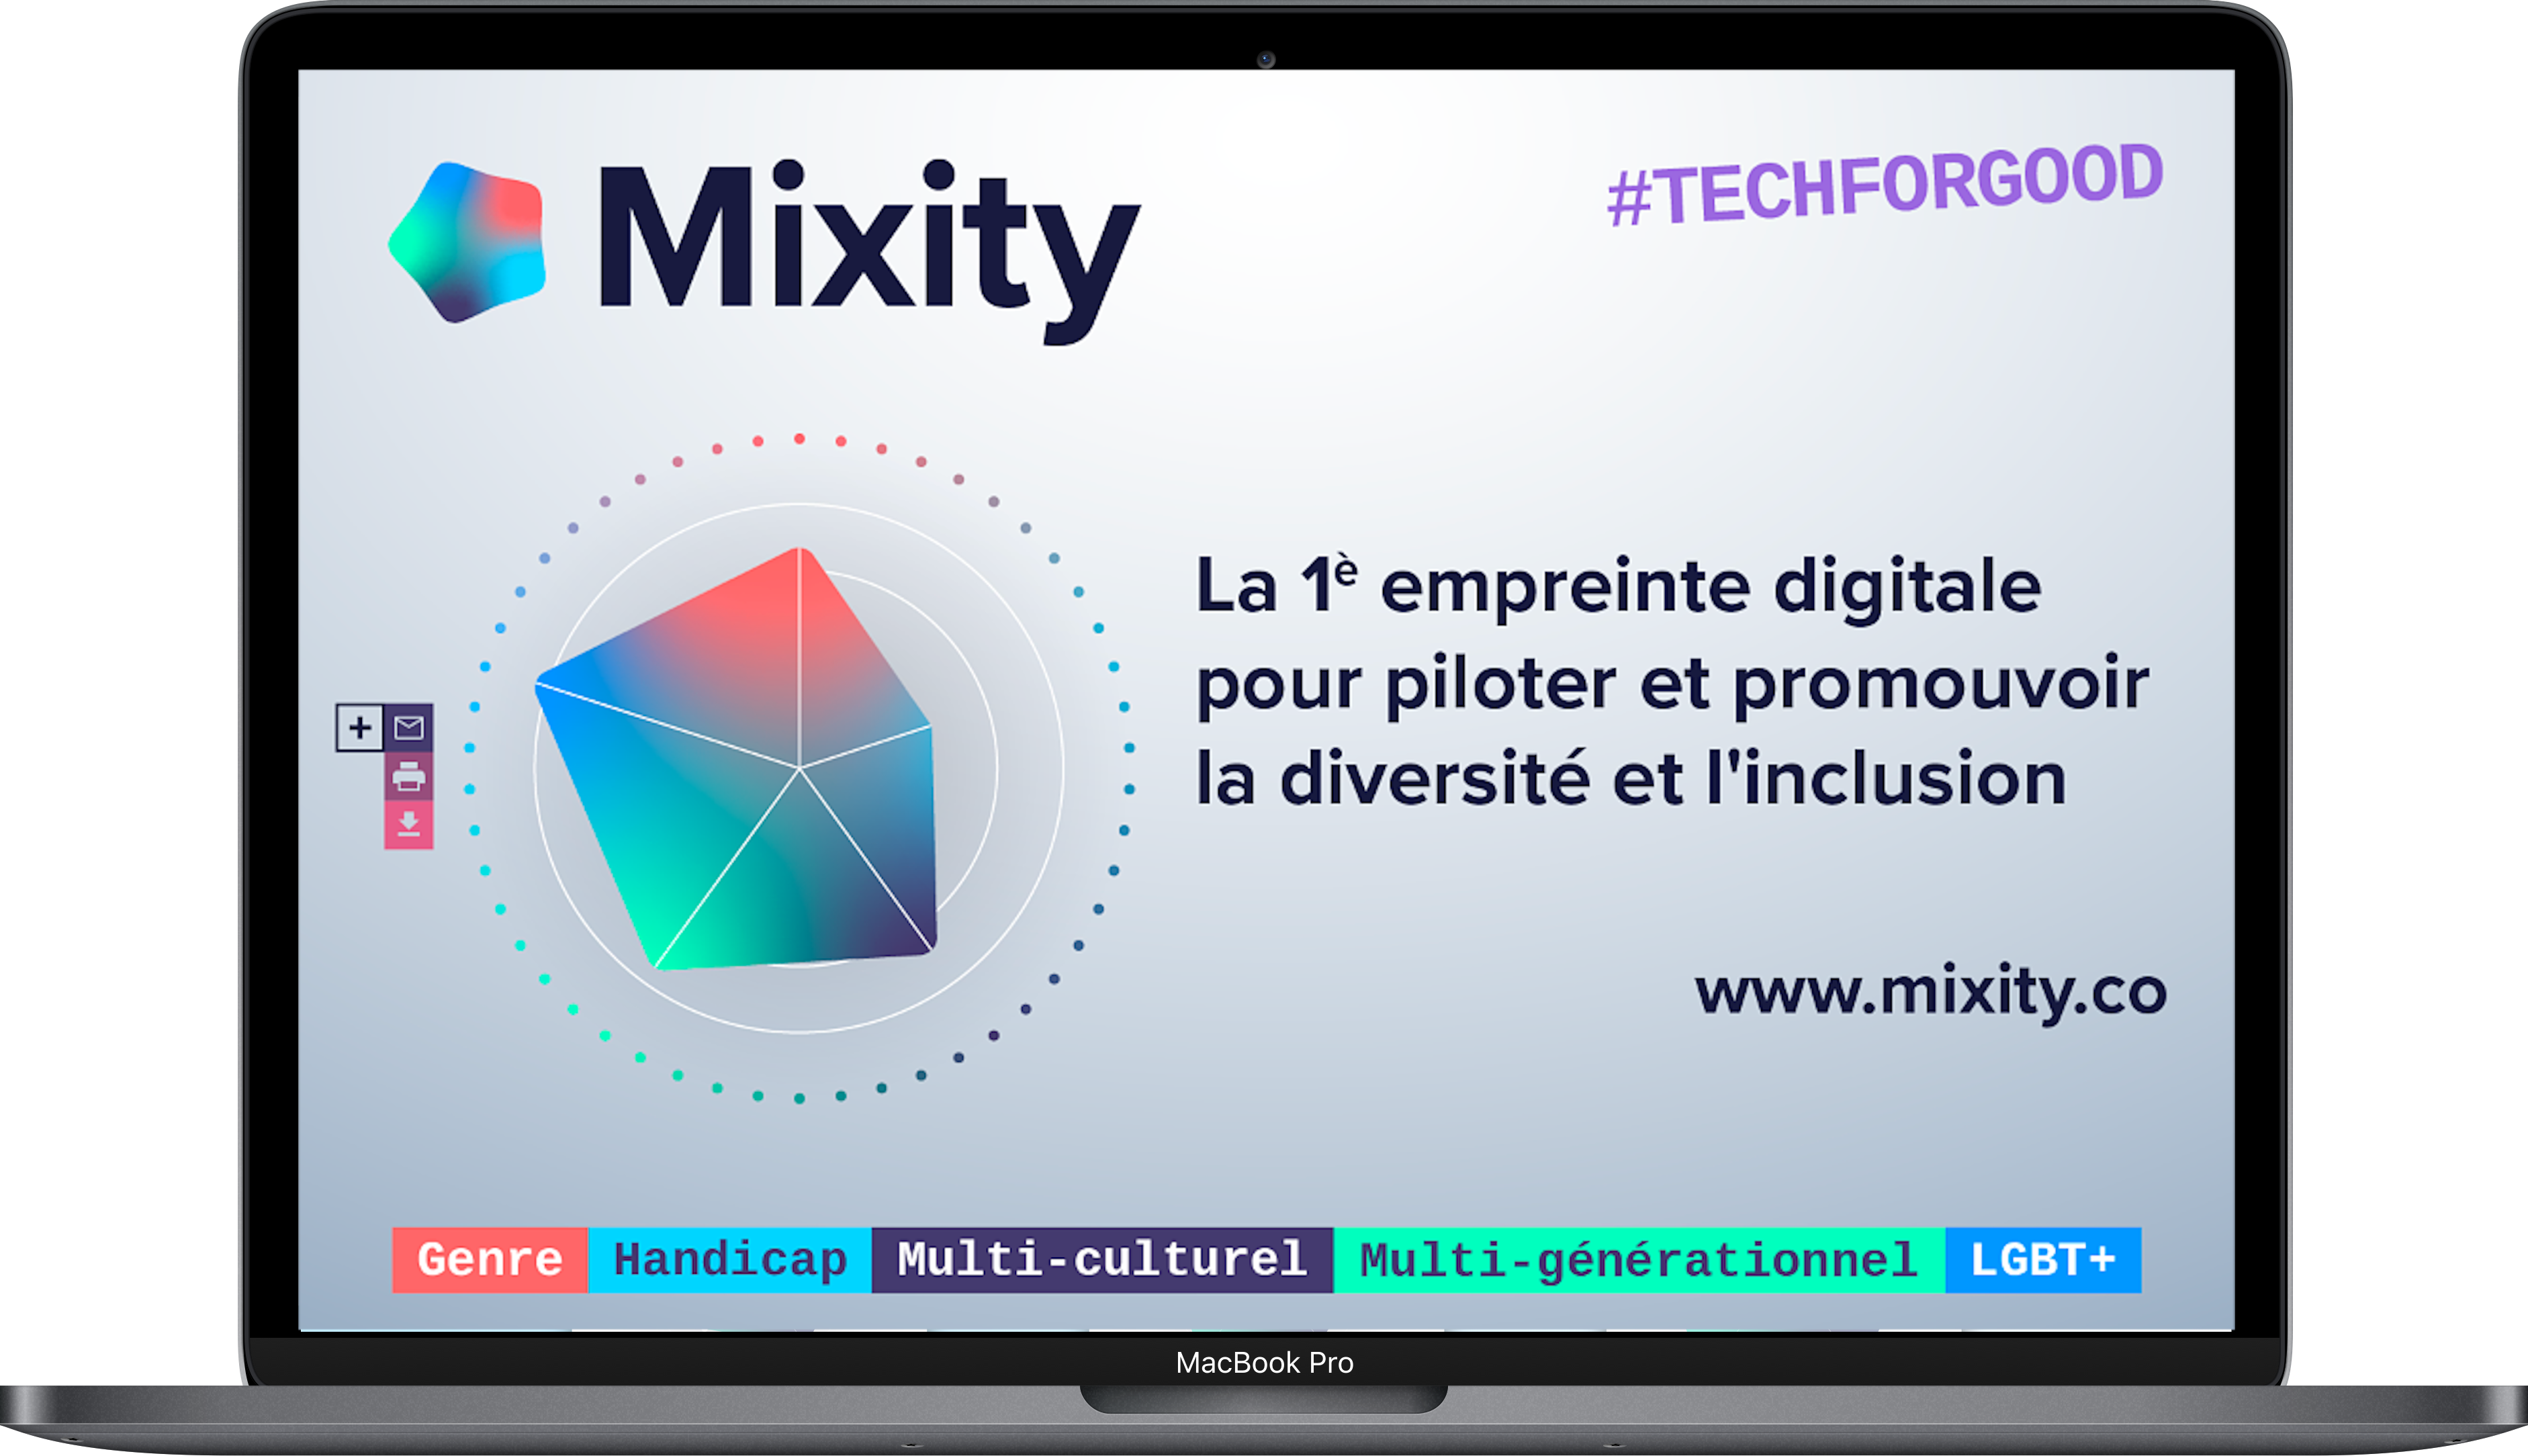 Mixity
#TECHFORGOOD
La 1è empreinte digitale
pour piloter et promouvoir
la diversité et l'inclusion
www.mixity.co
Genre Handicap Multi-culturel Multi-générationnel LGBT+
MacBook Pro